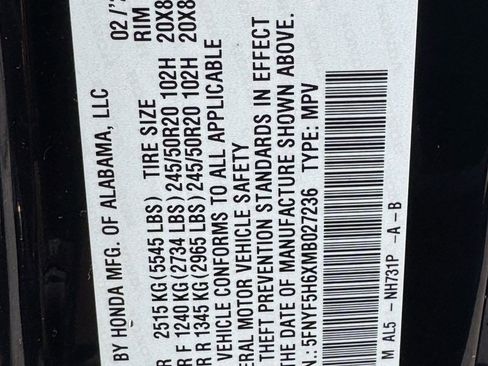 BY HONDA MFG. OF ALABAMA, LLC 02 /'
TIRE SIZE RIM
R 2515 KG (5545 LBS)
R F 1240 KG (2734 LBS) 245/50R20 102H 20X8
R R 1345 KG (2965 LBS) 245/50R20 102H 20X8
VEHICLE CONFORMS TO ALL APPLICABLE
ERAL MOTOR VEHICLE SAFETY
THEFT PREVENTION STANDARDS IN EFFECT
THE DATE OF MANUFACTURE SHOWN ABOVE.
N: 5FNYF5H6XMB027236 TYPE: MPV
M AL5 - NH731P -A -B